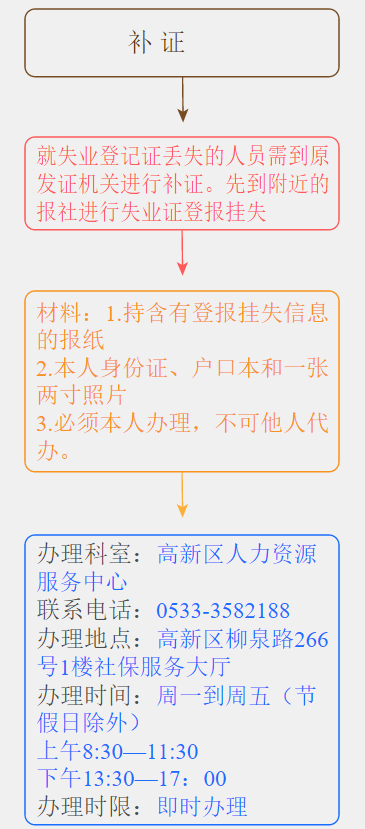 补 证
就失业登记证丢失的人员需到原
发证机关进行补证。先到附近的
报社进行失业证登报挂失
材料：1.持含有登报挂失信息
的报纸
2.本人身份证、户口本和一张
两寸照片
3.必须本人办理，不可他人代
办。
办理科室：高新区人力资源
服务中心
联系电话：0533-3582188
办理地点：高新区柳泉路266
号1楼社保服务大厅
办理时间：周一到周五（节
假日除外）
上午8:30—11:30
下午13:30—17：00
办理时限：即时办理